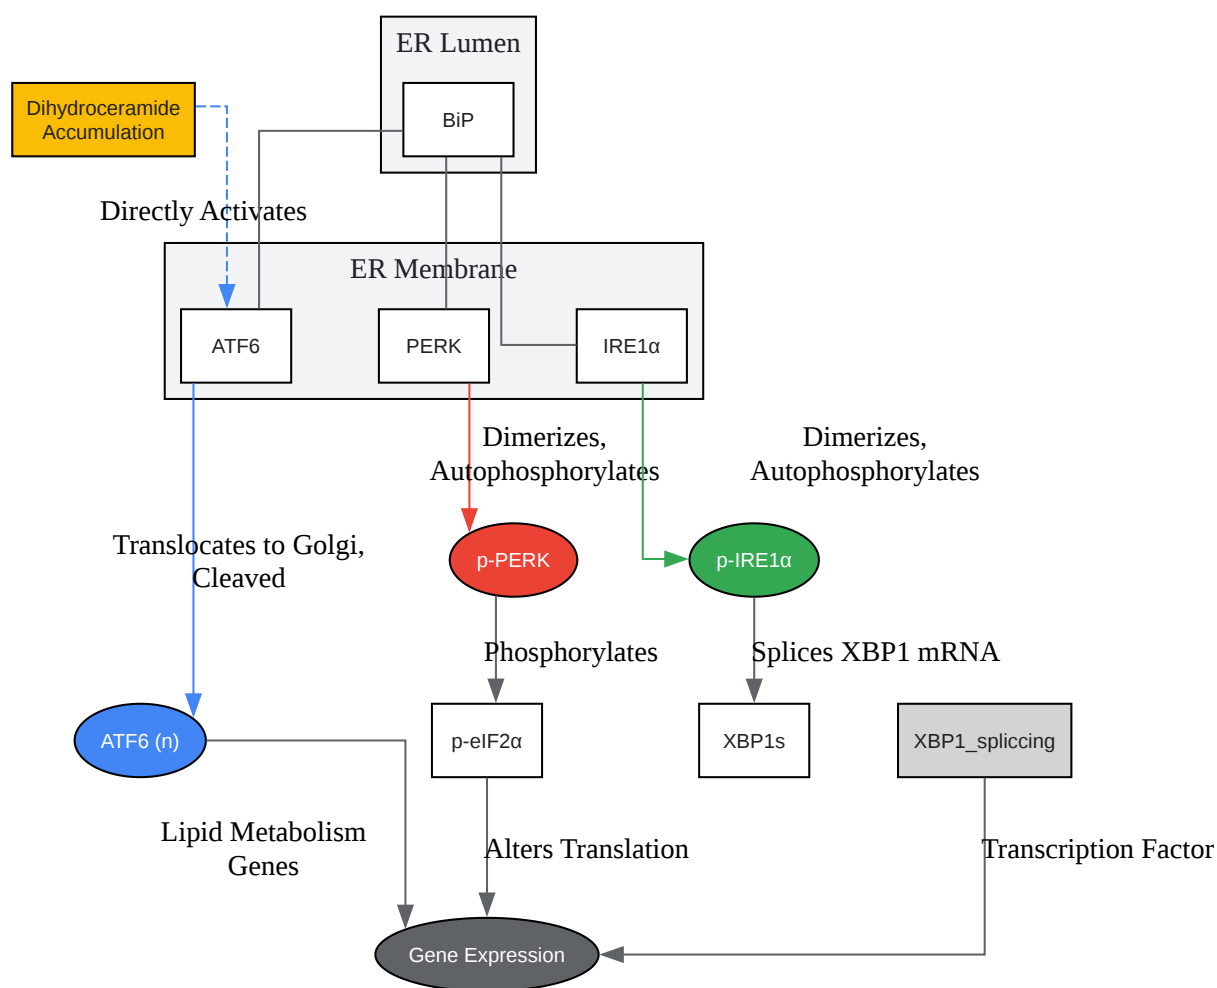 ER Lumen
Dihydroceramide
Accumulation
BiP
Directly Activates
ER Membrane
ATF6
PERK
IRE1α
Dimerizes,
Autophosphorylates
Dimerizes,
Autophosphorylates
Translocates to Golgi,
Cleaved
p-PERK
p-IRE1α
Phosphorylates
Splices XBP1 mRNA
ATF6 (n)
p-eIF2α
XBP1s
XBP1_spliccing
Lipid Metabolism
Genes
Alters Translation
Transcription Factor
Gene Expression